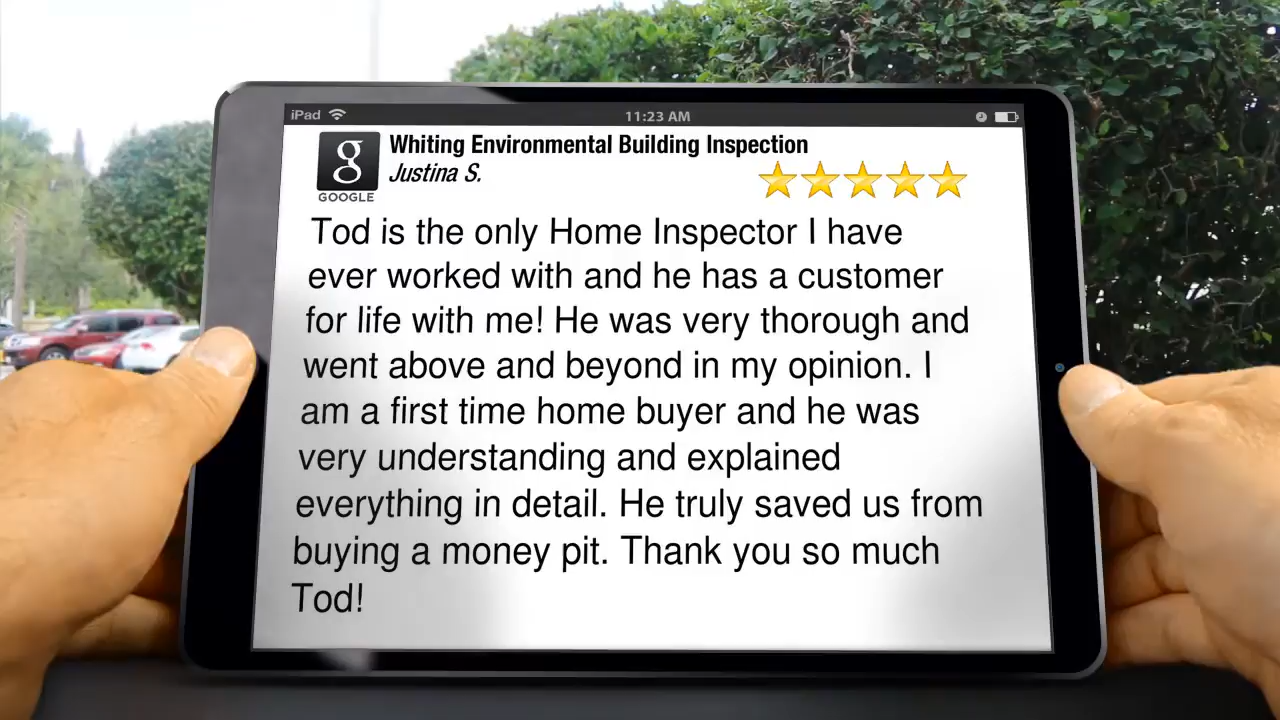 iPad 11:23 AM
g Whiting Environmental Building Inspection
Justina S.
GOOGLE
Tod is the only Home Inspector I have
ever worked with and he has a customer
for life with me! He was very thorough and
went above and beyond in my opinion. I
am a first time home buyer and he was
very understanding and explained
everything in detail. He truly saved us from
buying a money pit. Thank you so much
Tod!